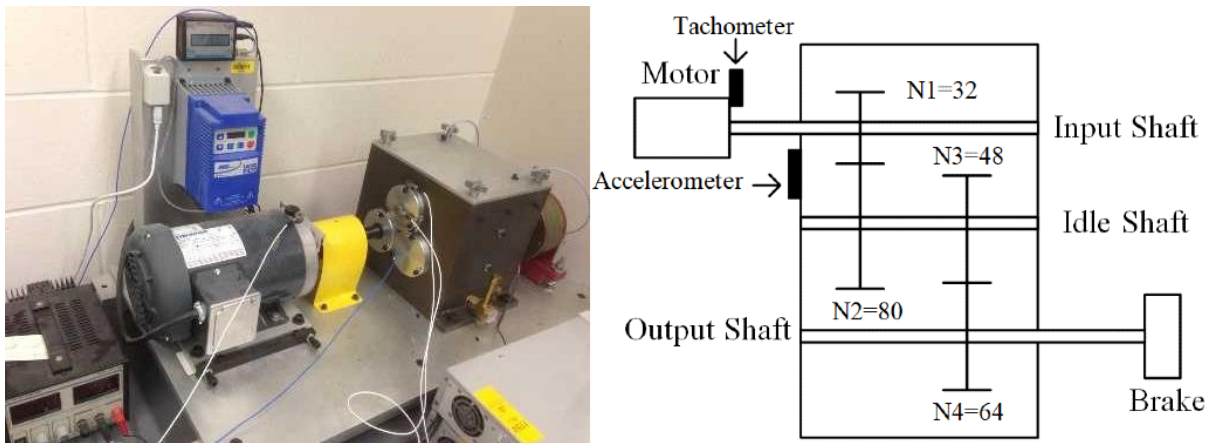 Tachometer
Motor
N1=32
Input Shaft
N3=48
Accelerometer
Idle Shaft
N2=80
Output Shaft
N4=64
Brake